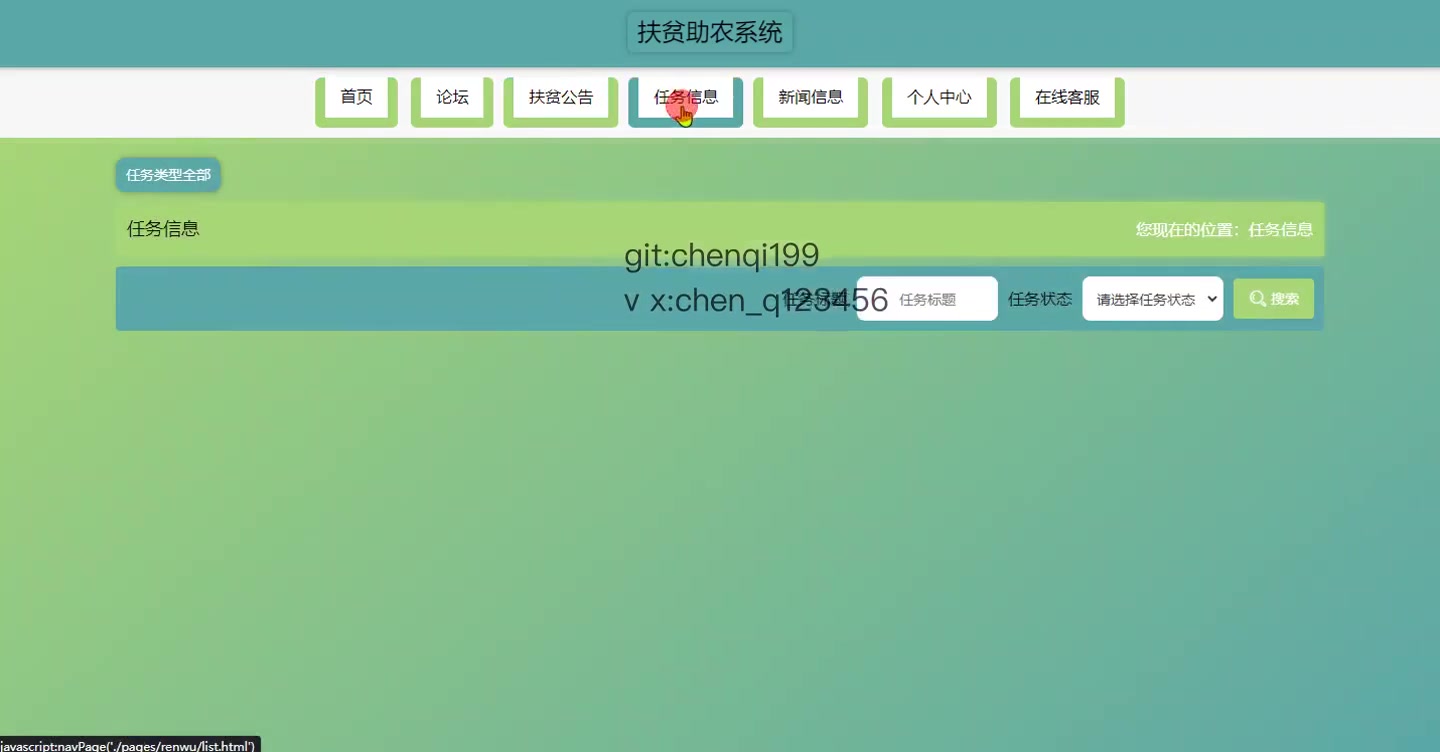 扶贫助农系统
首页
论坛
扶贫公告
任务信息
新闻信息
个人中心
在线客服
任务类型全部
任务信息
您现在的位置：任务信息
git:chenqi199
v x:chen_q123456
任务标题
任务标题
任务状态
请选择任务状态
搜索
javascript:navPage('./pages/renwu/list.html')